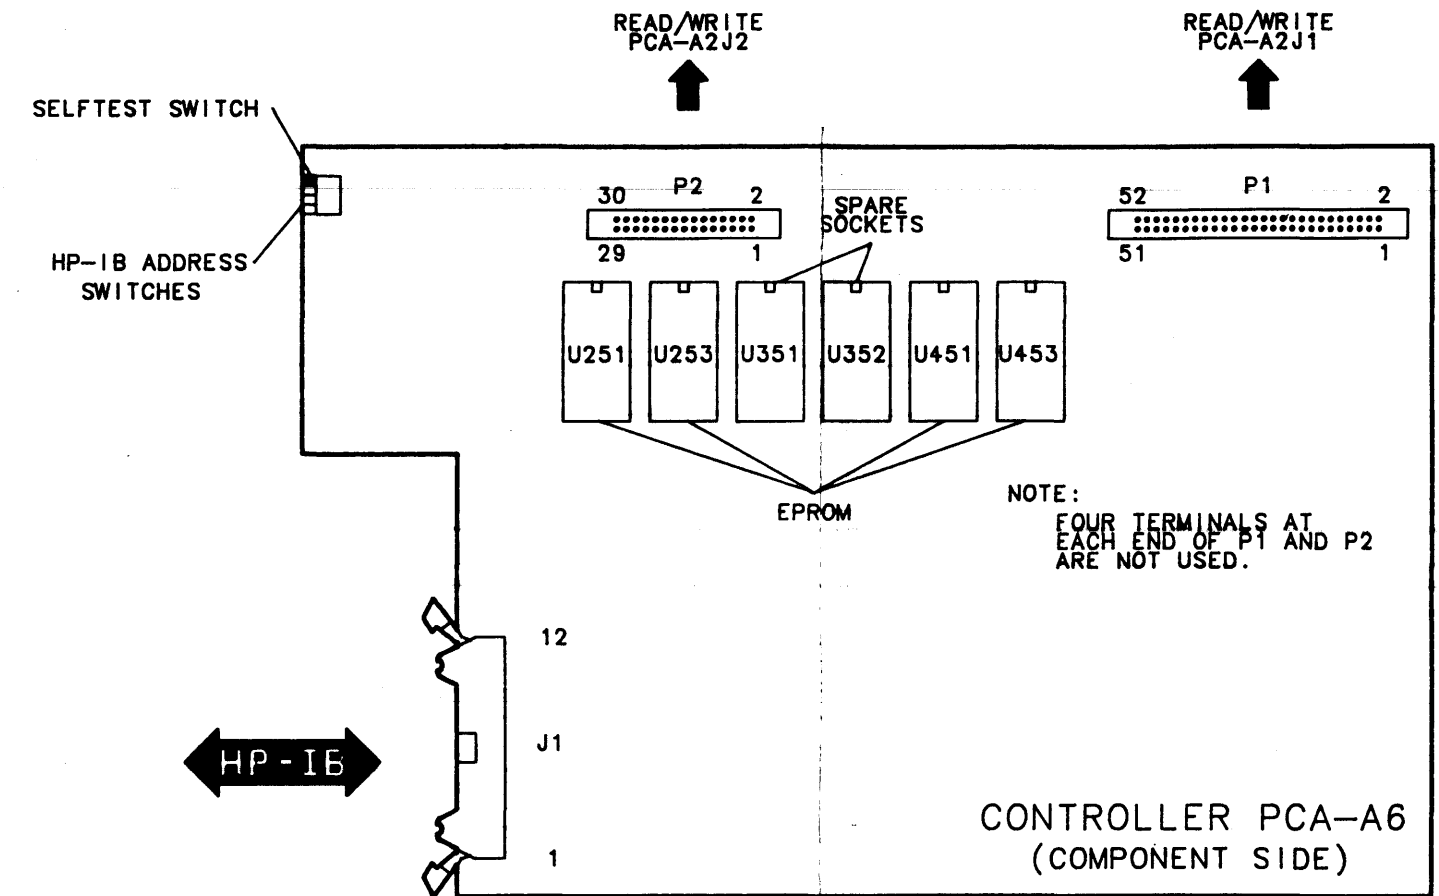 READ/WRITE
PCA-A2J2
READ/WRITE
PCA-A2J1
SELFTEST SWITCH
HP-IB ADDRESS
SWITCHES
30 P2 2
29 1
SPARE
SOCKETS
52 P1 2
51 1
U251 U253 U351 U352 U451 U453
EPROM
NOTE:
FOUR TERMINALS AT
EACH END OF P1 AND P2
ARE NOT USED.
12
J1
1
HP-IB
CONTROLLER PCA-A6
(COMPONENT SIDE)